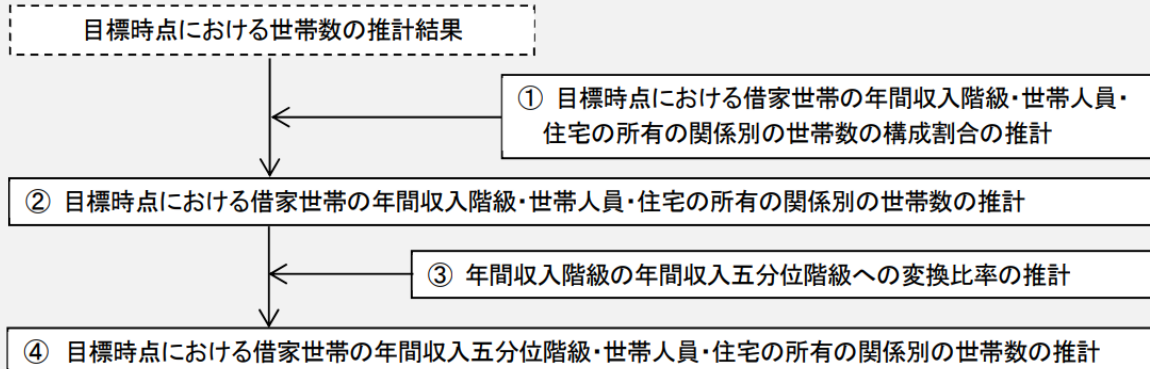 目標時点における世帯数の推計結果
① 目標時点における借家世帯の年間収入階級・世帯人員・
住宅の所有の関係別の世帯数の構成割合の推計
② 目標時点における借家世帯の年間収入階級・世帯人員・住宅の所有の関係別の世帯数の推計
③ 年間収入階級の年間収入五分位階級への変換比率の推計
④ 目標時点における借家世帯の年間収入五分位階級・世帯人員・住宅の所有の関係別の世帯数の推計